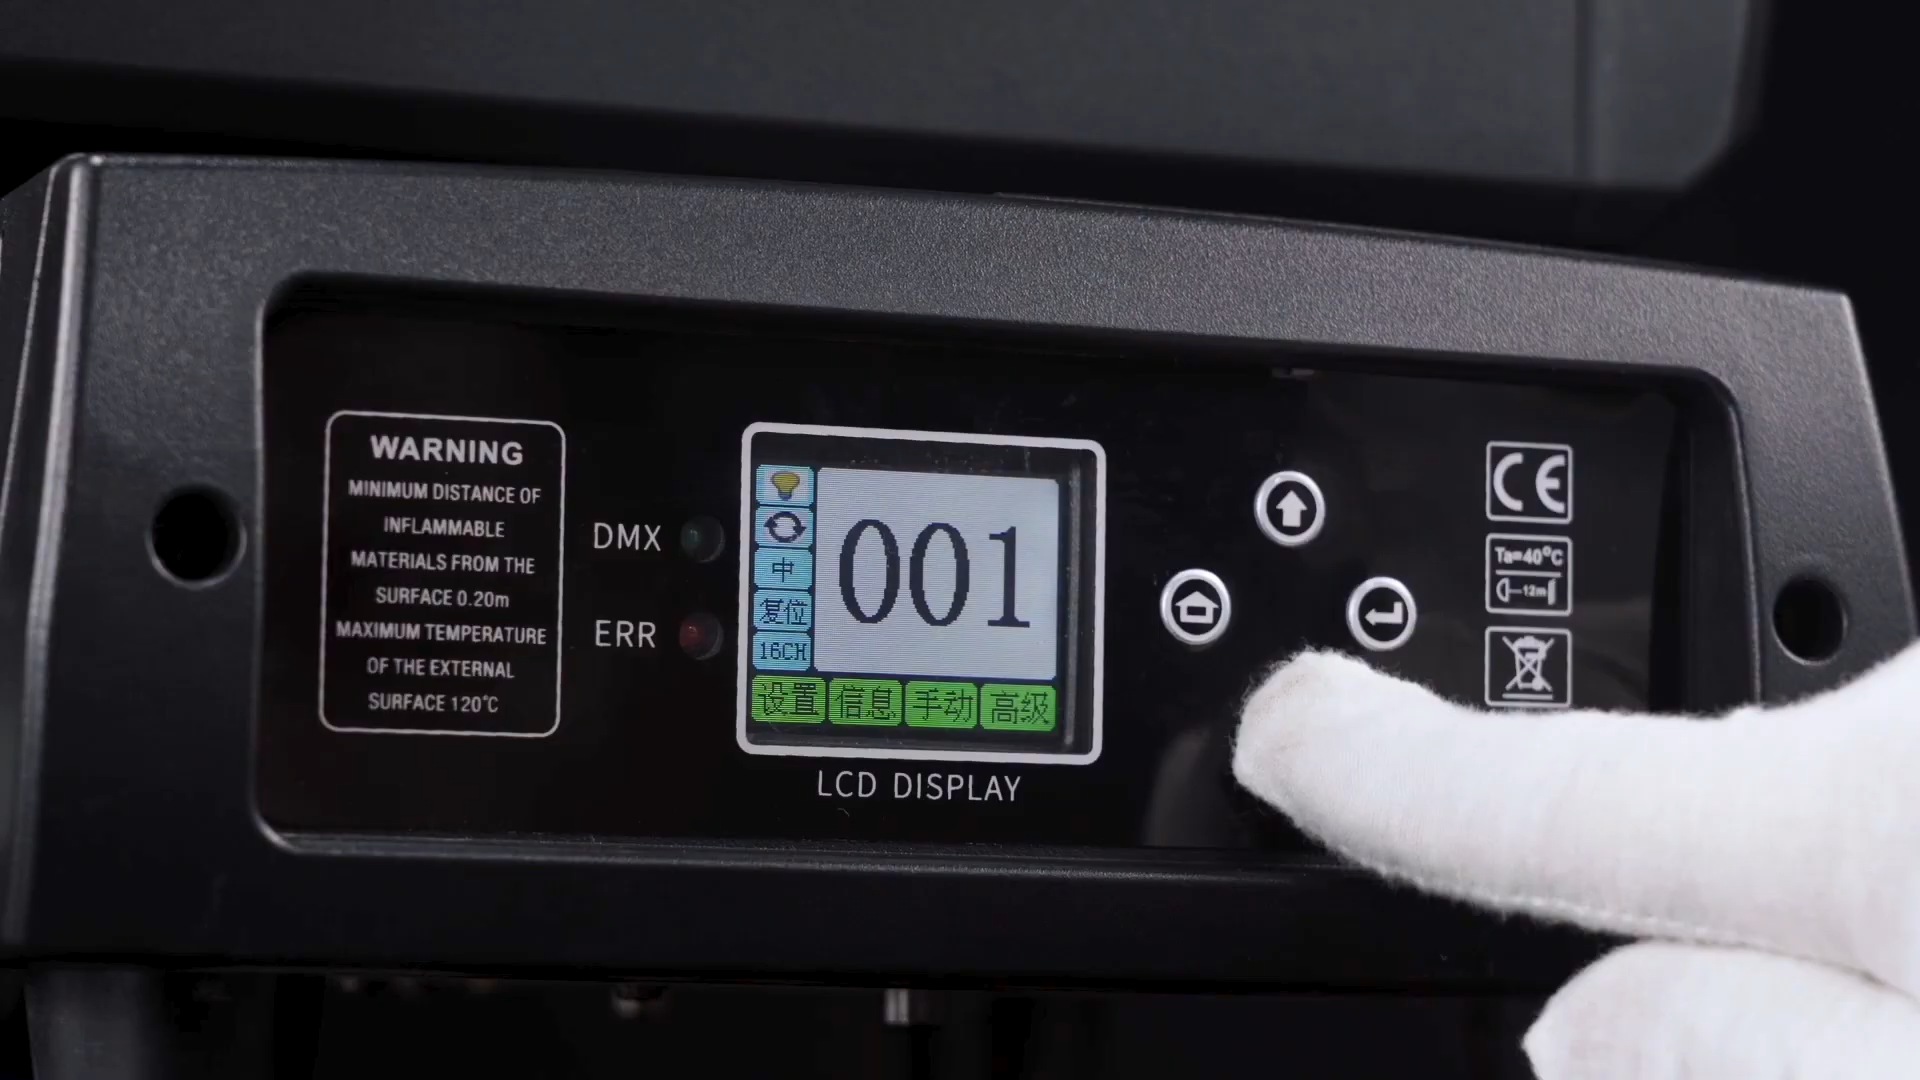 WARNING
MINIMUM DISTANCE OF
INFLAMMABLE
MATERIALS FROM THE
SURFACE 0.20m
MAXIMUM TEMPERATURE
OF THE EXTERNAL
SURFACE 120℃
DMX
ERR
中
复位
16CH
001
设置 信息 手动 高级
LCD DISPLAY
CE
Ta=40°C
12m